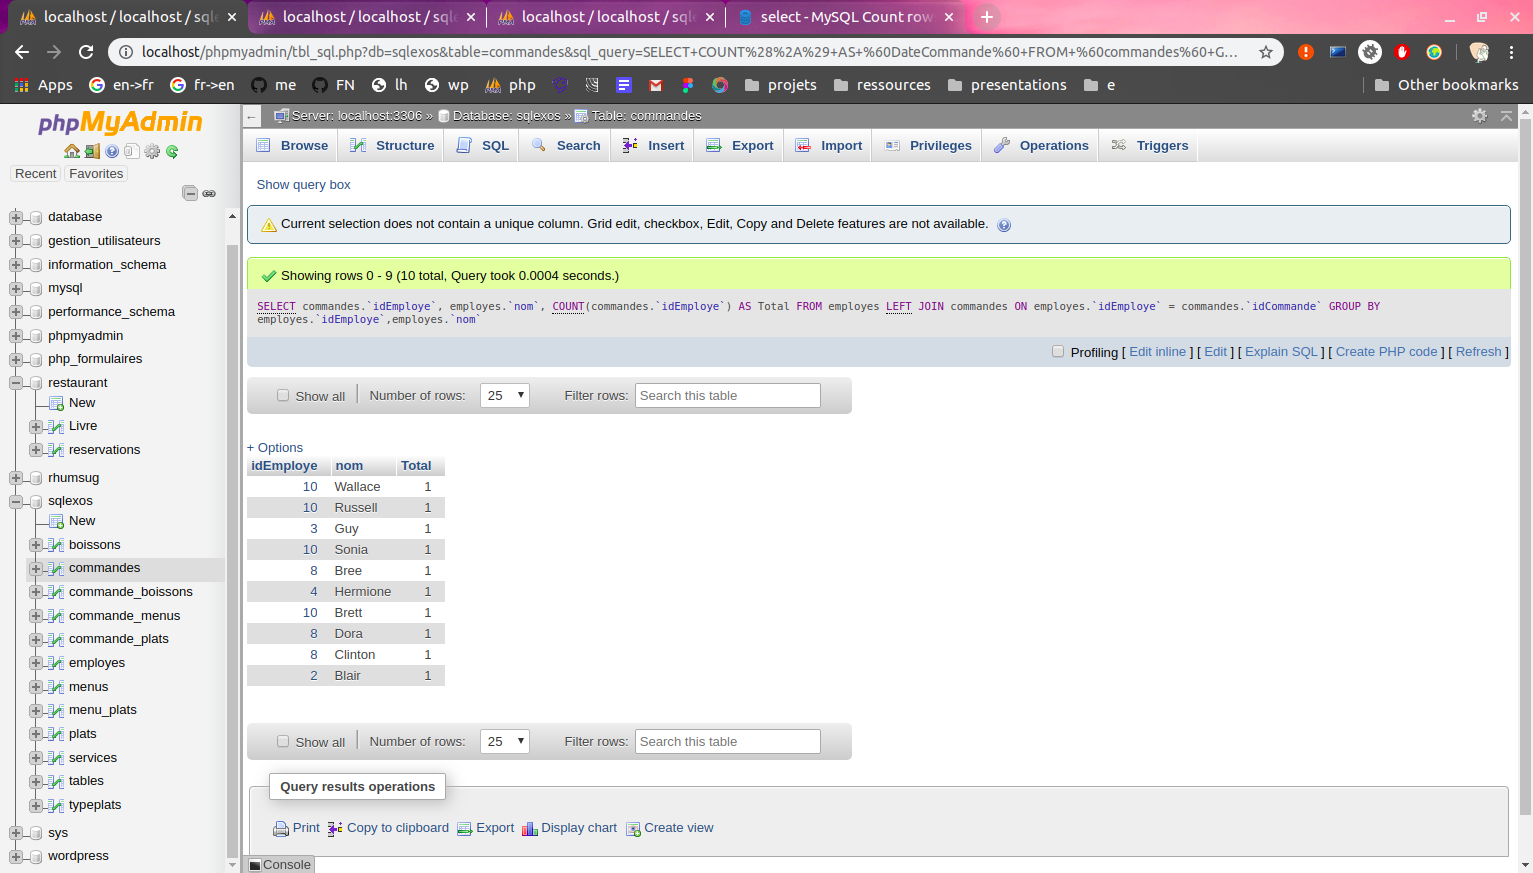 localhost / localhost / sql
localhost / localhost / sql
localhost / localhost / sql
select - MySQL Count row
localhost/phpmyadmin/tbl_sql.php?db=sqlexos&table=commandes&sql_query=SELECT+COUNT%28%2A%29+AS+%60DateCommande%60+FROM+%60commandes%60+G...
Apps
en->fr
fr->en
me
FN
lh
wp
php
projets
ressources
presentations
e
Other bookmarks
phpMyAdmin
Recent
Favorites
database
gestion_utilisateurs
information_schema
mysql
performance_schema
phpmyadmin
php_formulaires
restaurant
New
Livre
reservations
rhumsug
sqlexos
New
boissons
commandes
commande_boissons
commande_menus
commande_plats
employes
menus
menu_plats
plats
services
tables
typeplats
sys
wordpress
Server: localhost:3306 » Database: sqlexos » Table: commandes
Browse
Structure
SQL
Search
Insert
Export
Import
Privileges
Operations
Triggers
Show query box
Current selection does not contain a unique column. Grid edit, checkbox, Edit, Copy and Delete features are not available.
Showing rows 0 - 9 (10 total, Query took 0.0004 seconds.)
SELECT commandes.`idEmploye`, employes.`nom`, COUNT(commandes.`idEmploye`) AS Total FROM employes LEFT JOIN commandes ON employes.`idEmploye` = commandes.`idCommande` GROUP BY
employes.`idEmploye`,employes.`nom`
Profiling [ Edit inline ] [ Edit ] [ Explain SQL ] [ Create PHP code ] [ Refresh ]
Show all | Number of rows: 25 Filter rows: Search this table
+ Options
idEmploye nom Total
10 Wallace 1
10 Russell 1
3 Guy 1
10 Sonia 1
8 Bree 1
4 Hermione 1
10 Brett 1
8 Dora 1
8 Clinton 1
2 Blair 1
Show all | Number of rows: 25 Filter rows: Search this table
Query results operations
Print
Copy to clipboard
Export
Display chart
Create view
Console